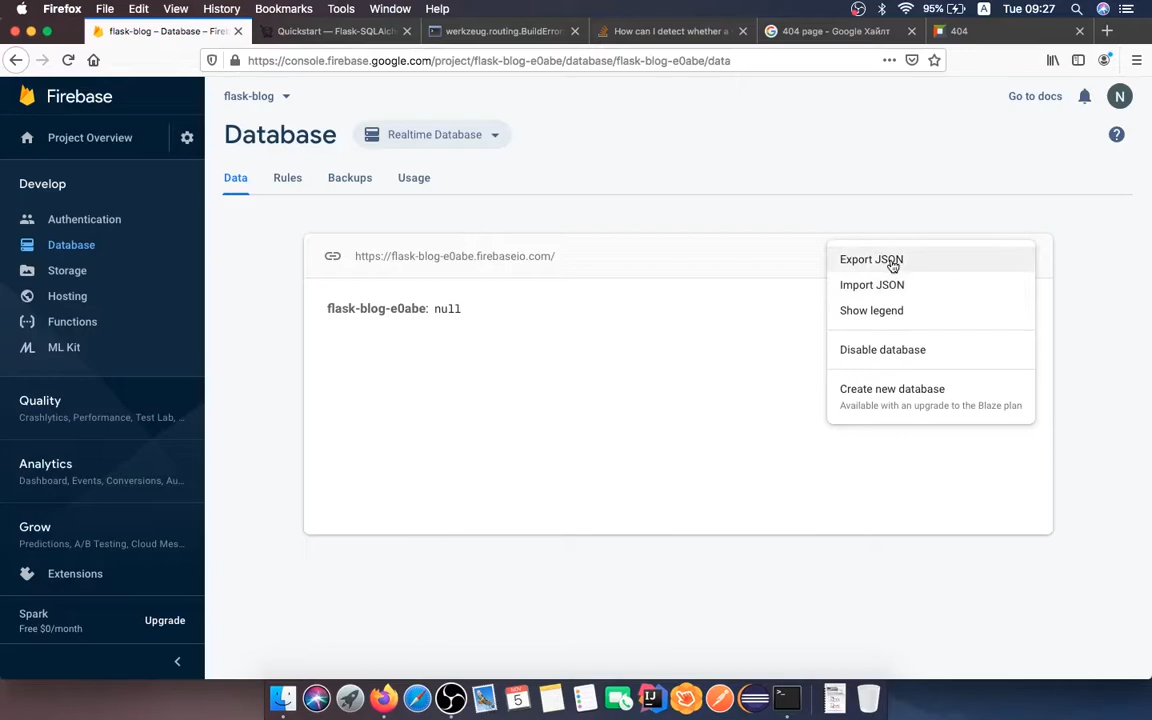 Firefox File Edit View History Bookmarks Tools Window Help 95% A Tue 09:27
flask-blog – Database – Fire
Quickstart — Flask-SQLAlch
werkzeug.routing.BuildError
How can I detect whether a
404 page - Google Хайлт
404
https://console.firebase.google.com/project/flask-blog-e0abe/database/flask-blog-e0abe/data
Firebase
flask-blog
Go to docs
N
Project Overview
Database
Realtime Database
?
Develop
Data Rules Backups Usage
Authentication
Database
Storage
Hosting
Functions
ML Kit
https://flask-blog-e0abe.firebaseio.com/
flask-blog-e0abe: null
Export JSON
Import JSON
Show legend
Disable database
Create new database
Available with an upgrade to the Blaze plan
Quality
Crashlytics, Performance, Test Lab, ...
Analytics
Dashboard, Events, Conversions, Au...
Grow
Predictions, A/B Testing, Cloud Mes...
Extensions
Spark
Free $0/month
Upgrade
NOV
5